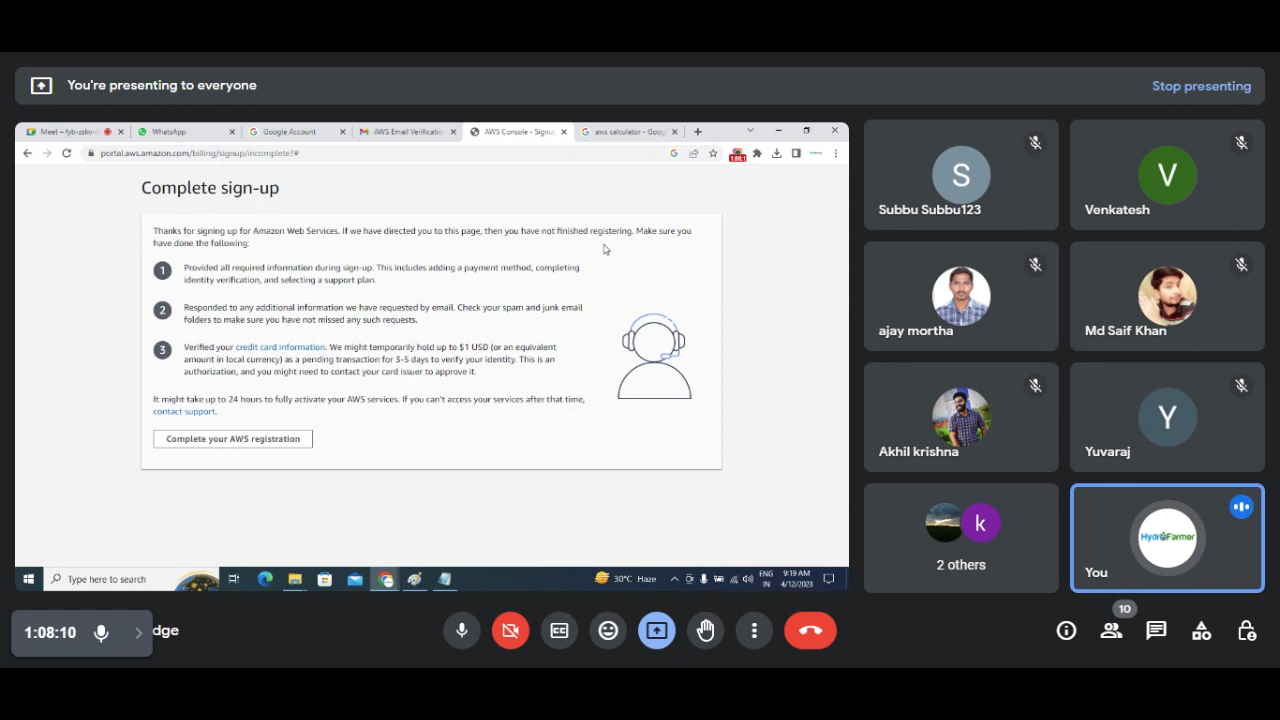 You're presenting to everyone
Stop presenting
Meet – fyb-zskv-
WhatsApp
Google Account
AWS Email Verificatio
AWS Console - Signu
aws calculator - Goog
portal.aws.amazon.com/billing/signup/incomplete?#
1:08:1
Complete sign-up
Thanks for signing up for Amazon Web Services. If we have directed you to this page, then you have not finished registering. Make sure you
have done the following:
1
Provided all required information during sign-up. This includes adding a payment method, completing
identity verification, and selecting a support plan.
2
Responded to any additional information we have requested by email. Check your spam and junk email
folders to make sure you have not missed any such requests.
3
Verified your credit card information. We might temporarily hold up to $1 USD (or an equivalent
amount in local currency) as a pending transaction for 3-5 days to verify your identity. This is an
authorization, and you might need to contact your card issuer to approve it.
It might take up to 24 hours to fully activate your AWS services. If you can't access your services after that time,
contact support.
Complete your AWS registration
Type here to search
30°C Haze
ENG
IN
9:19 AM
4/12/2023
S
Subbu Subbu123
V
Venkatesh
ajay mortha
Md Saif Khan
Akhil krishna
Y
Yuvaraj
k
2 others
HydroFarmer
You
1:08:10
dge
10